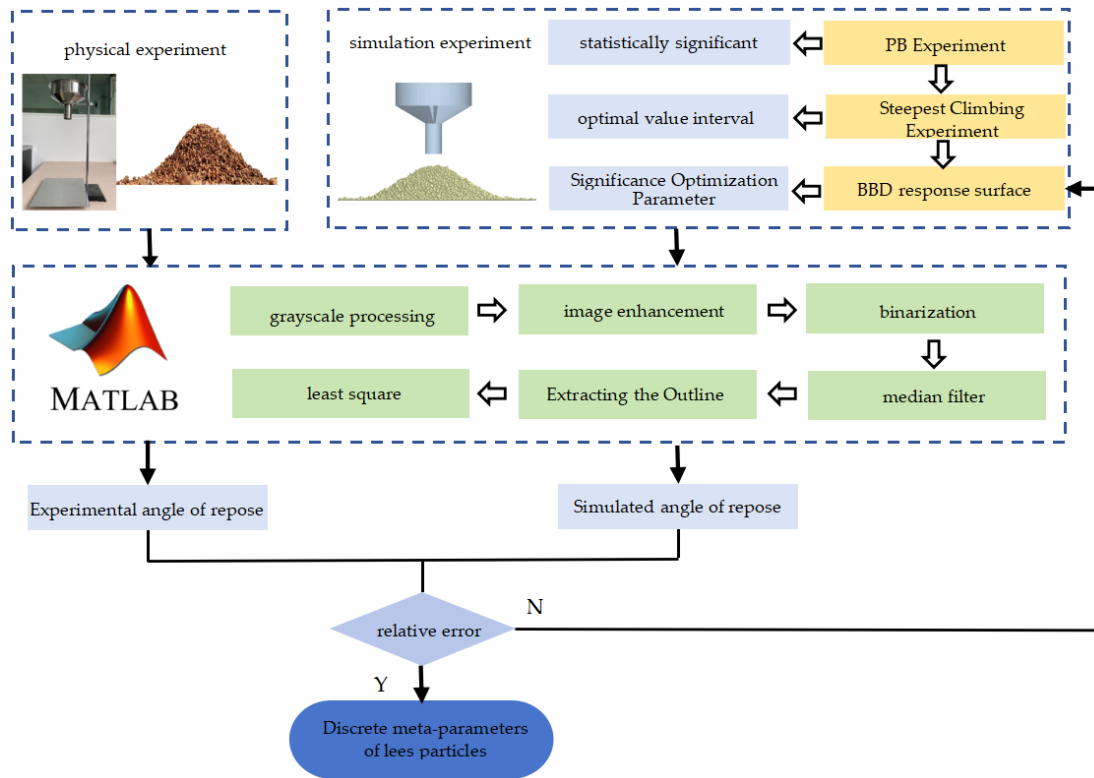 physical experiment
simulation experiment
statistically significant
PB Experiment
optimal value interval
Steepest Climbing
Experiment
Significance Optimization
Parameter
BBD response surface
MATLAB
grayscale processing
image enhancement
binarization
least square
Extracting the Outline
median filter
Experimental angle of repose
Simulated angle of repose
relative error
N
Y
Discrete meta-parameters
of lees particles